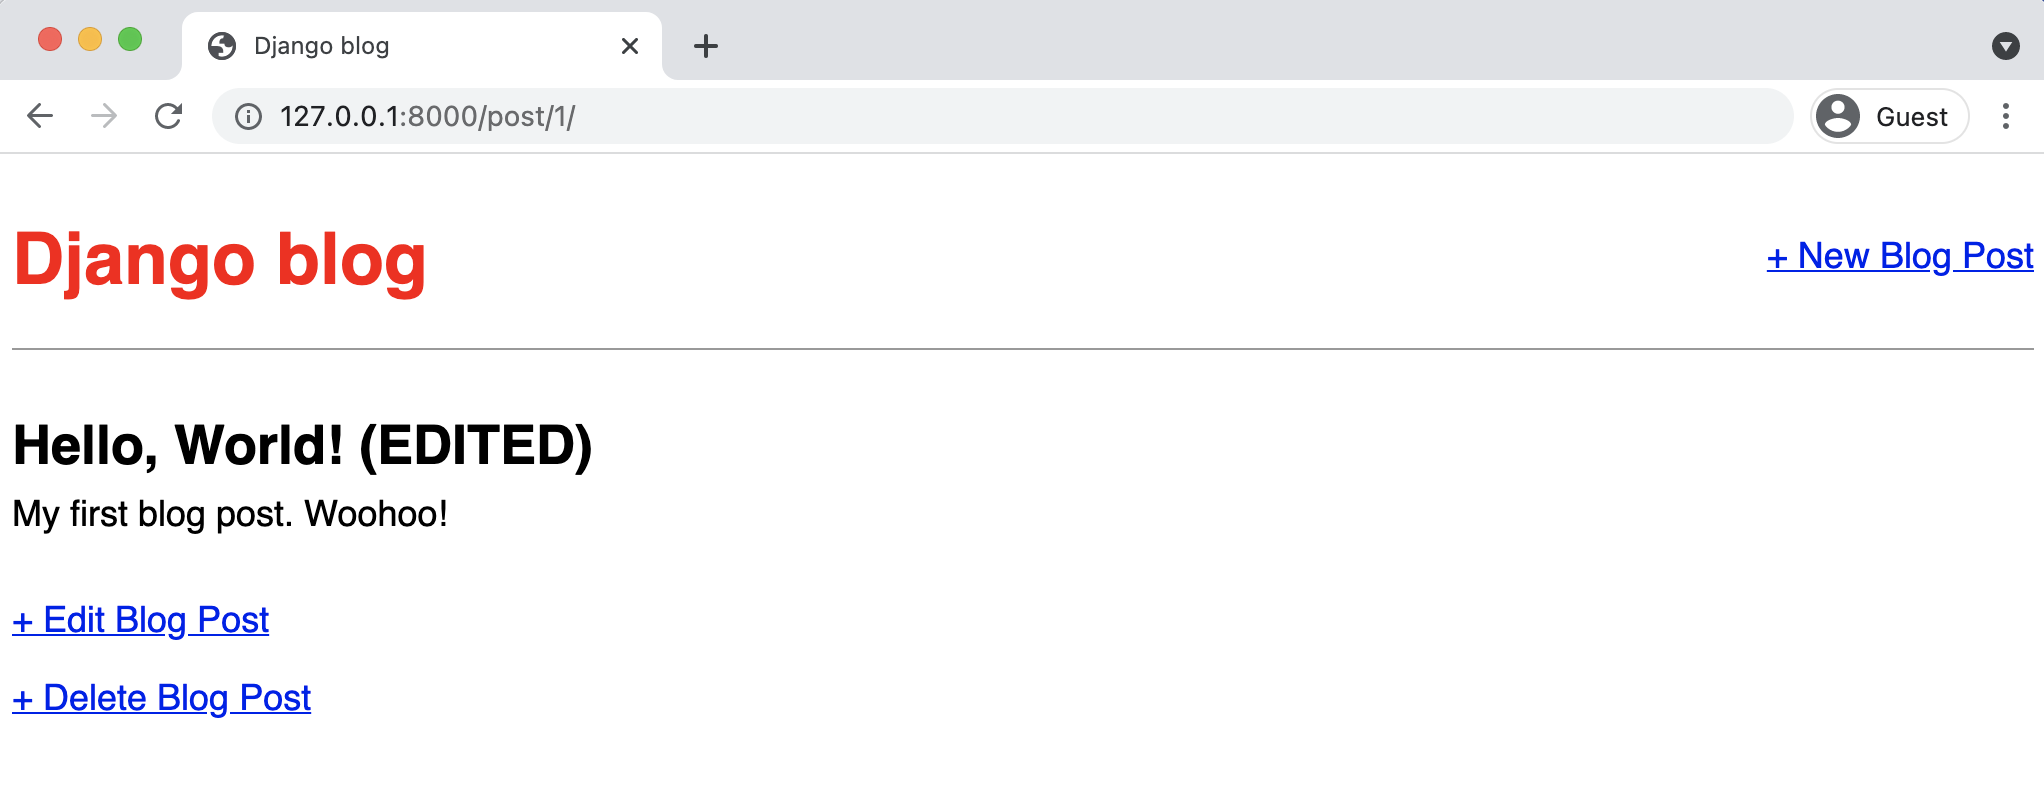 Django blog
127.0.0.1:8000/post/1/
Guest
Django blog
+ New Blog Post
Hello, World! (EDITED)
My first blog post. Woohoo!
+ Edit Blog Post
+ Delete Blog Post